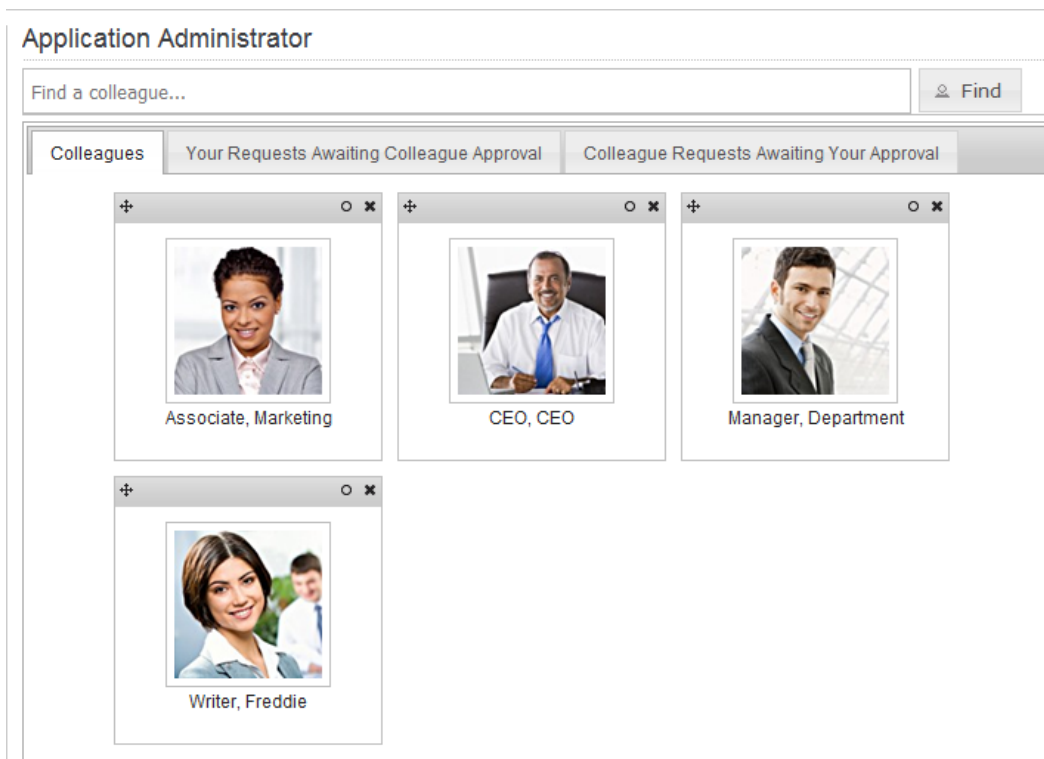 Application Administrator
Find a colleague...
Find
Colleagues
Your Requests Awaiting Colleague Approval
Colleague Requests Awaiting Your Approval
Associate, Marketing
CEO, CEO
Manager, Department
Writer, Freddie